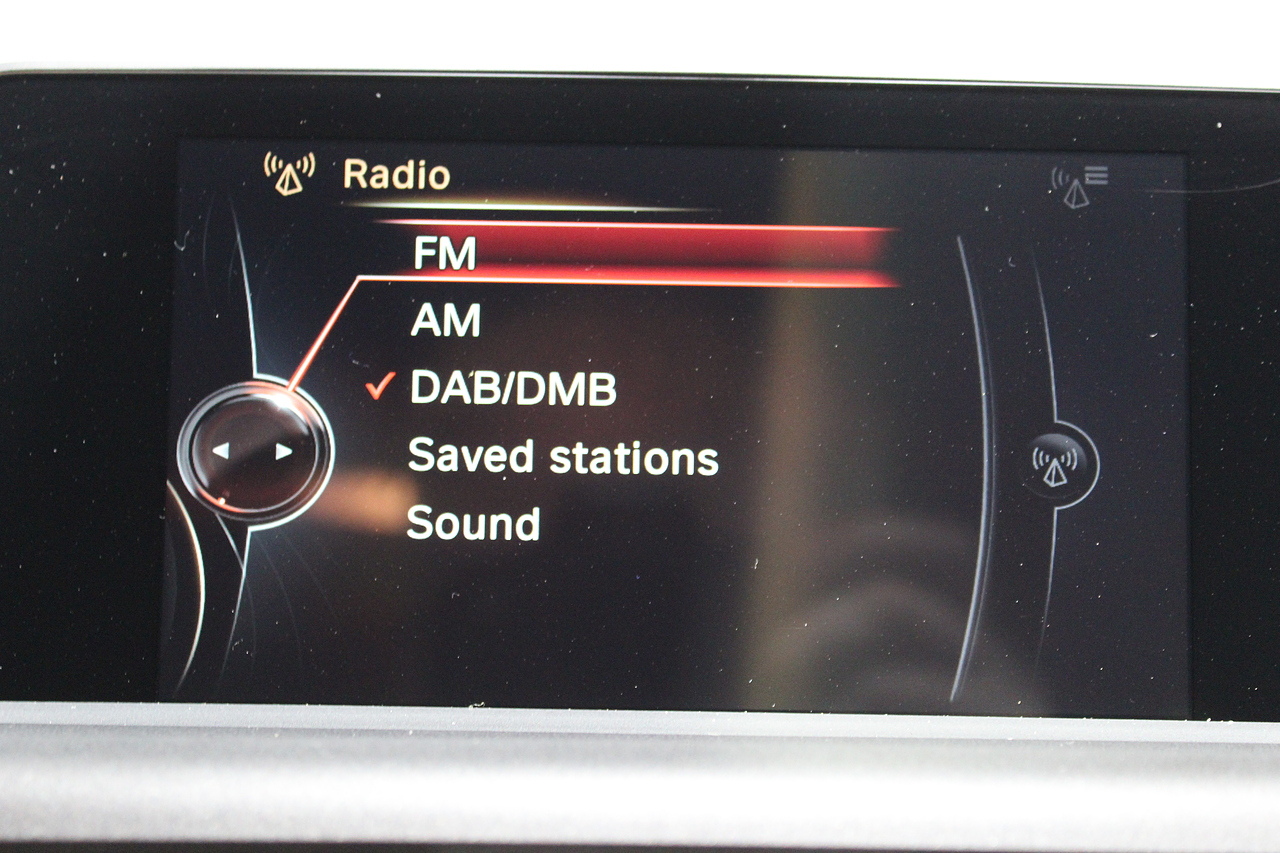 Radio
FM
AM
DAB/DMB
Saved stations
Sound